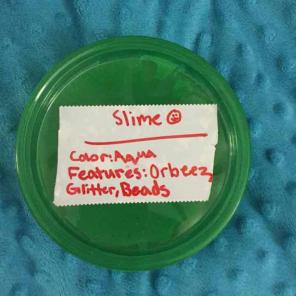 Slime ☺
Color: Aqua
Features: Orbeez,
Glitter, Beads